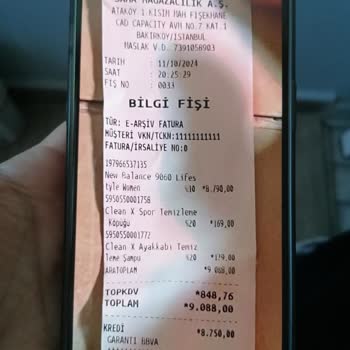 MAĞAZACILIK A.Ş.
ATAKÖY 1 KISIM MAH FIŞEKHANE
CAD CAPACITY AVM NO.7 KAT.1
BAKIRKÖY/İSTANBUL
MASLAK V.D. 7391058903
TARİH : 11/10/2024
SAAT : 20:25:29
FİŞ NO : 0033
BİLGİ FİŞİ
TÜR: E-ARŞİV FATURA
MÜŞTERİ VKN/TCKN:11111111111
FATURA/İRSALİYE NO:0
197966537135
New Balance 9060 Lifes
tyle Women %10 *8.790,00
5950550001758
Clean X Spor Temizleme
Köpüğü %20 *169,00
5950550001772
Clean X Ayakkabı Temiz
leme Şampu %20 *129,00
ARATOPLAM *9.088,00
TOPKDV *848,76
TOPLAM *9.088,00
KREDİ *8.750,00
GARANTİ BBVA